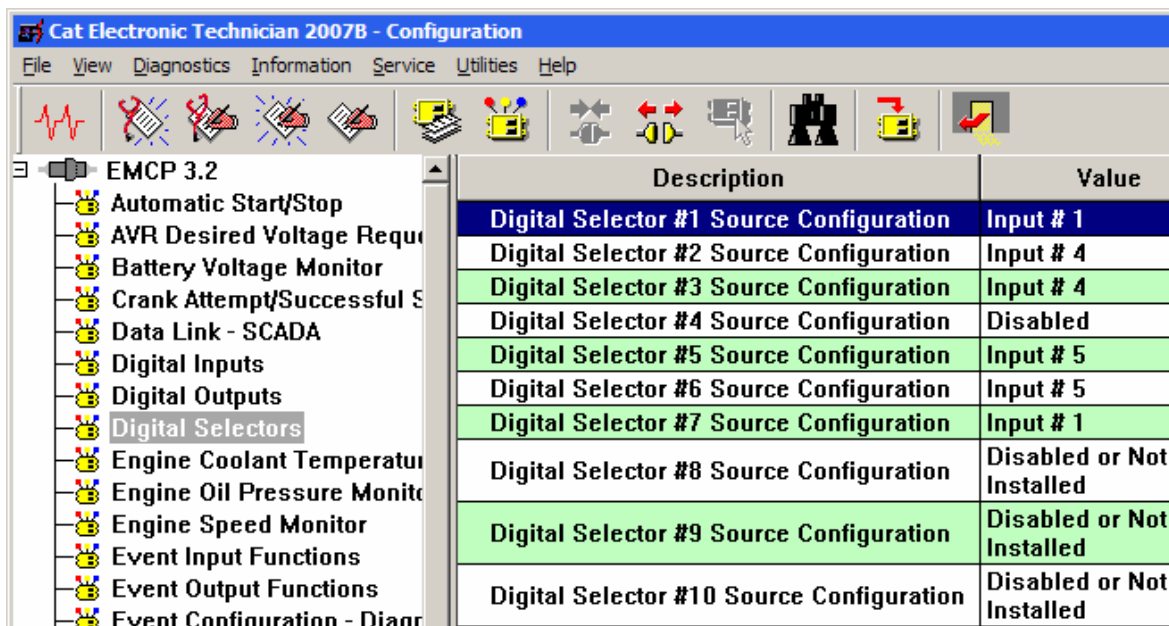 Cat Electronic Technician 2007B - Configuration
File View Diagnostics Information Service Utilities Help
EMCP 3.2
Automatic Start/Stop
AVR Desired Voltage Reque
Battery Voltage Monitor
Crank Attempt/Successful S
Data Link - SCADA
Digital Inputs
Digital Outputs
Digital Selectors
Engine Coolant Temperatur
Engine Oil Pressure Monito
Engine Speed Monitor
Event Input Functions
Event Output Functions
Event Configuration - Diagr
Description Value
Digital Selector #1 Source Configuration Input # 1
Digital Selector #2 Source Configuration Input # 4
Digital Selector #3 Source Configuration Input # 4
Digital Selector #4 Source Configuration Disabled
Digital Selector #5 Source Configuration Input # 5
Digital Selector #6 Source Configuration Input # 5
Digital Selector #7 Source Configuration Input # 1
Digital Selector #8 Source Configuration Disabled or Not
Installed
Digital Selector #9 Source Configuration Disabled or Not
Installed
Digital Selector #10 Source Configuration Disabled or Not
Installed